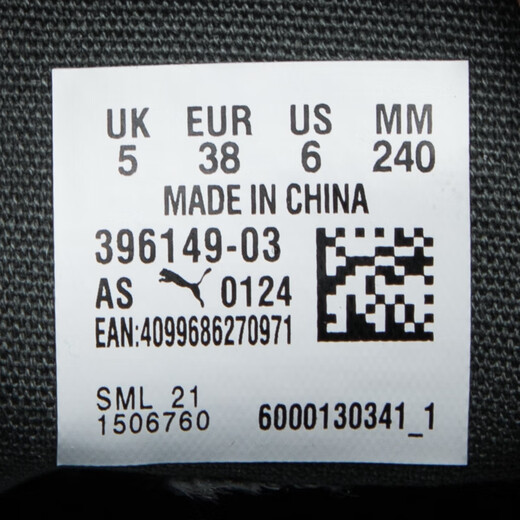 UK EUR US MM
5 38 6 240
MADE IN CHINA
396149-03
AS 0124
EAN:4099686270971
SML 21
1506760 6000130341_1